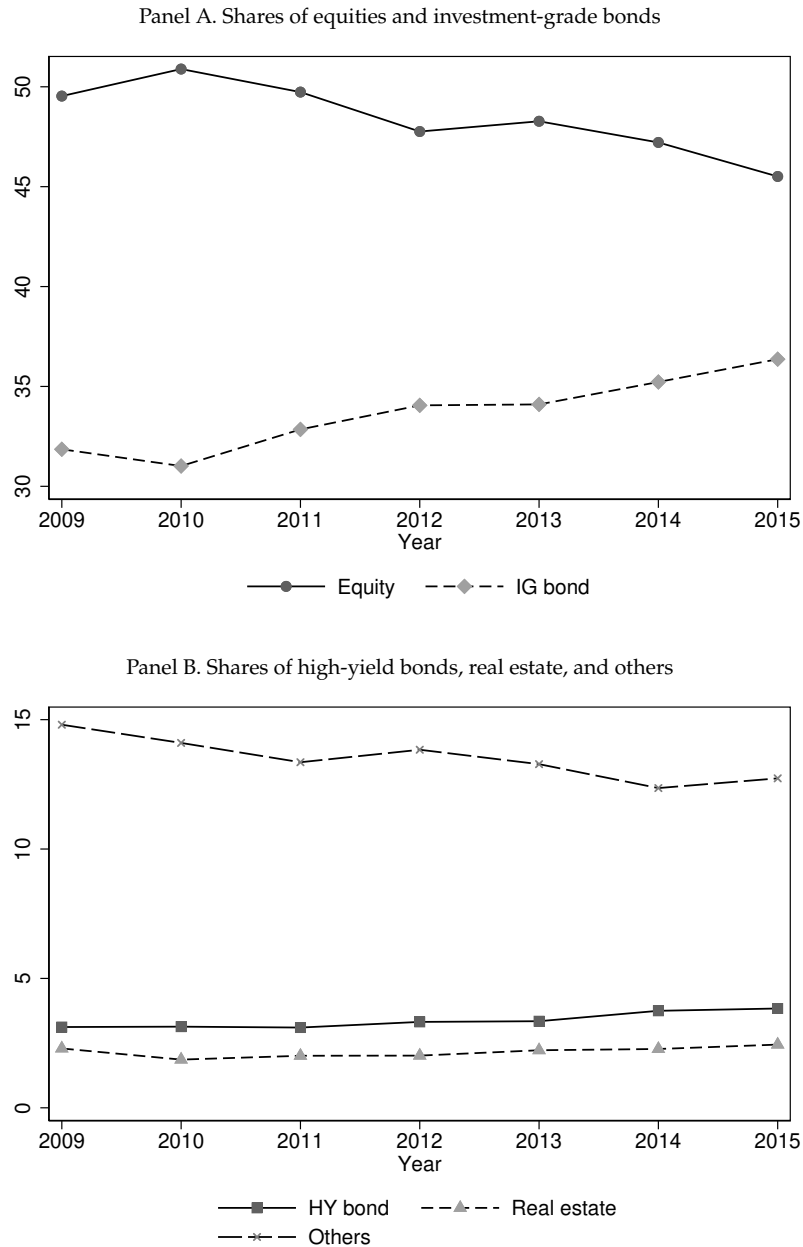 Panel A. Shares of equities and investment-grade bonds
50
45
40
35
30
2009 2010 2011 2012 2013 2014 2015
Year
Equity IG bond
Panel B. Shares of high-yield bonds, real estate, and others
15
10
5
0
2009 2010 2011 2012 2013 2014 2015
Year
HY bond Real estate
Others